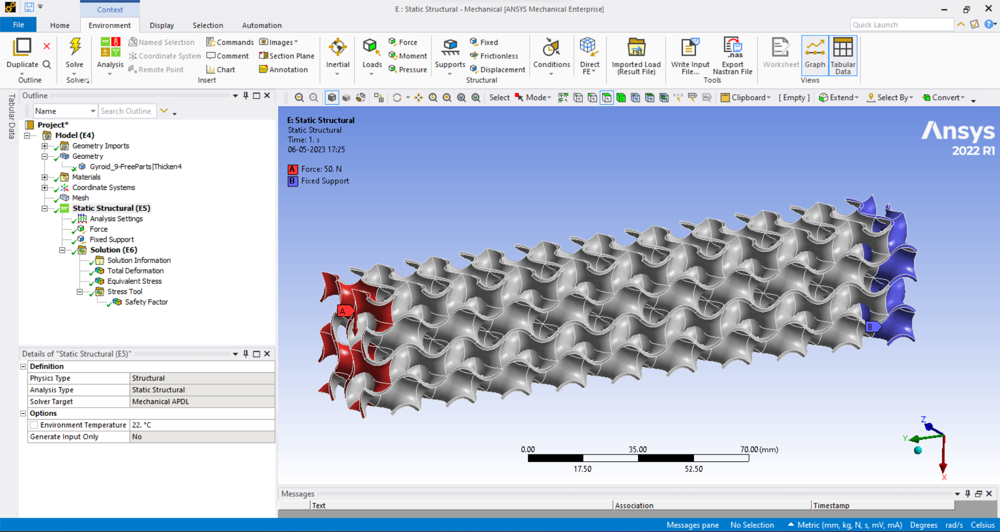 Context
E : Static Structural - Mechanical [ANSYS Mechanical Enterprise]
File
Home
Environment
Display
Selection
Automation
Quick Launch
Duplicate
Outline
Solve
Solver
Analysis
Named Selection
Coordinate System
Remote Point
Commands
Comment
Chart
Images
Section Plane
Annotation
Insert
Inertial
Loads
Force
Moment
Pressure
Supports
Fixed
Frictionless
Displacement
Structural
Conditions
Direct
FE
.rst
Imported Load
(Result File)
Write Input
File...
.nas
Export
Nastran File
Tools
Worksheet
Graph
Tabular
Data
Views
Tabular Data
Outline
Select
Mode
Clipboard
[ Empty ]
Extend
Select By
Convert
Name
Search Outline
Project*
Model (E4)
Geometry Imports
Geometry
Gyroid_9-FreeParts|Thicken4
Materials
Coordinate Systems
Mesh
Static Structural (E5)
Analysis Settings
Force
Fixed Support
Solution (E6)
Solution Information
Total Deformation
Equivalent Stress
Stress Tool
Safety Factor
Details of "Static Structural (E5)"
Definition
Physics Type Structural
Analysis Type Static Structural
Solver Target Mechanical APDL
Options
Environment Temperature 22. °C
Generate Input Only No
E: Static Structural
Static Structural
Time: 1. s
06-05-2023 17:25
A Force: 50. N
B Fixed Support
Ansys
2022 R1
A
B
0.00 35.00 70.00 (mm)
17.50 52.50
Z
Y
X
Messages
Text Association Timestamp
Messages pane No Selection Metric (mm, kg, N, s, mV, mA) Degrees rad/s Celsius